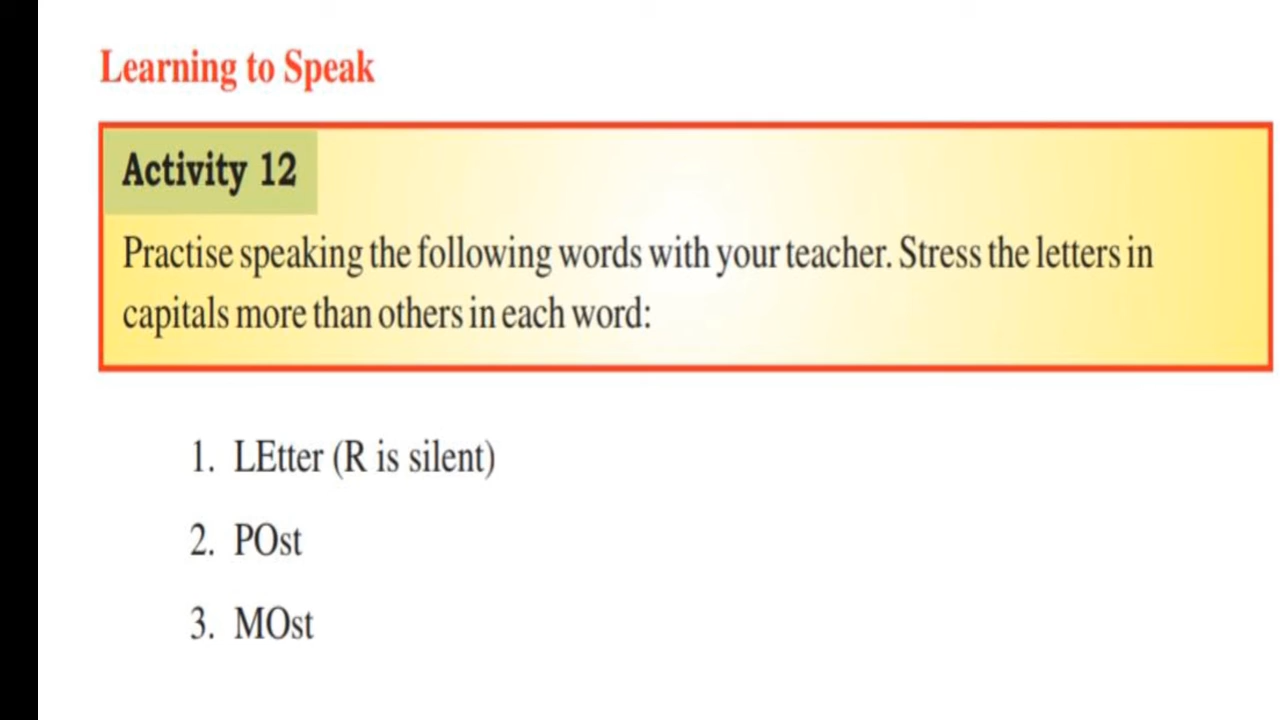 Learning to Speak
Activity 12
Practise speaking the following words with your teacher. Stress the letters in
capitals more than others in each word:
1. LEtter (R is silent)
2. POst
3. MOst